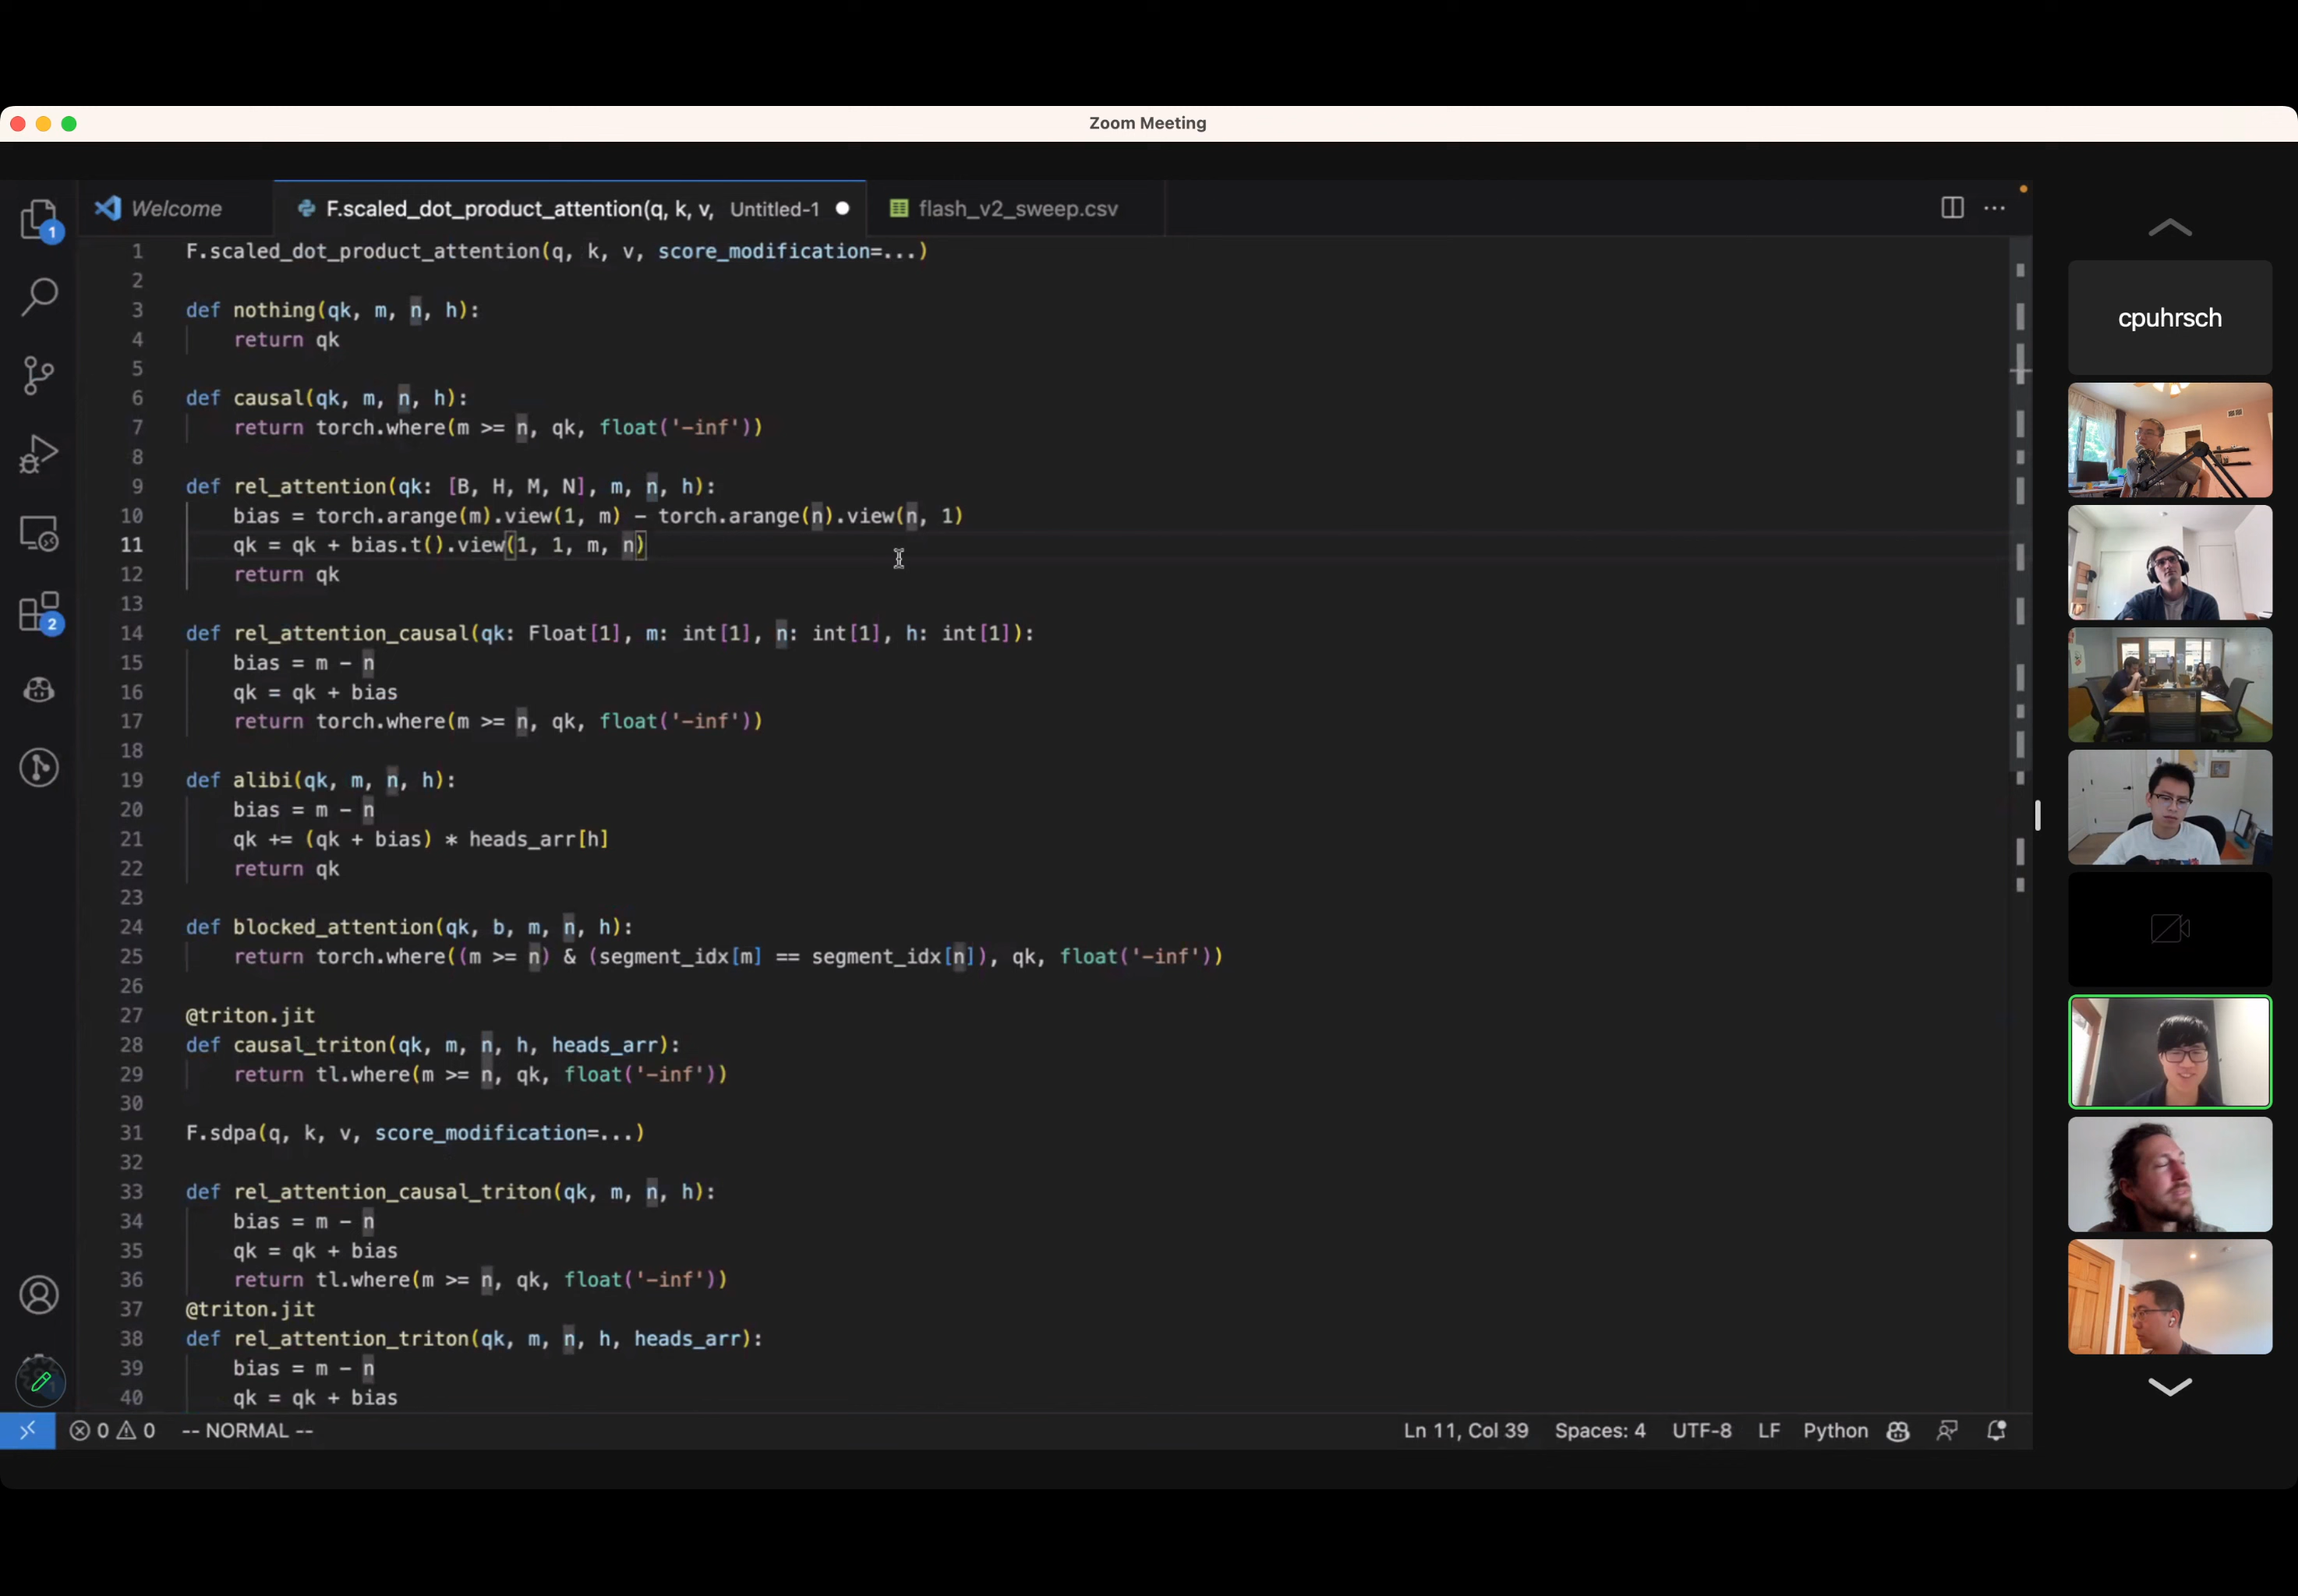 Zoom Meeting
Welcome
F.scaled_dot_product_attention(q, k, v, Untitled-1
flash_v2_sweep.csv
1 F.scaled_dot_product_attention(q, k, v, score_modification=...)
2
3 def nothing(qk, m, n, h):
4     return qk
5
6 def causal(qk, m, n, h):
7     return torch.where(m >= n, qk, float('-inf'))
8
9 def rel_attention(qk: [B, H, M, N], m, n, h):
10     bias = torch.arange(m).view(1, m) - torch.arange(n).view(n, 1)
11     qk = qk + bias.t().view(1, 1, m, n)
12     return qk
13
14 def rel_attention_causal(qk: Float[1], m: int[1], n: int[1], h: int[1]):
15     bias = m - n
16     qk = qk + bias
17     return torch.where(m >= n, qk, float('-inf'))
18
19 def alibi(qk, m, n, h):
20     bias = m - n
21     qk += (qk + bias) * heads_arr[h]
22     return qk
23
24 def blocked_attention(qk, b, m, n, h):
25     return torch.where((m >= n) & (segment_idx[m] == segment_idx[n]), qk, float('-inf'))
26
27 @triton.jit
28 def causal_triton(qk, m, n, h, heads_arr):
29     return tl.where(m >= n, qk, float('-inf'))
30
31 F.sdpa(q, k, v, score_modification=...)
32
33 def rel_attention_causal_triton(qk, m, n, h):
34     bias = m - n
35     qk = qk + bias
36     return tl.where(m >= n, qk, float('-inf'))
37 @triton.jit
38 def rel_attention_triton(qk, m, n, h, heads_arr):
39     bias = m - n
40     qk = qk + bias
1
2
cpuhrsch
0 0 -- NORMAL --
Ln 11, Col 39 Spaces: 4 UTF-8 LF Python